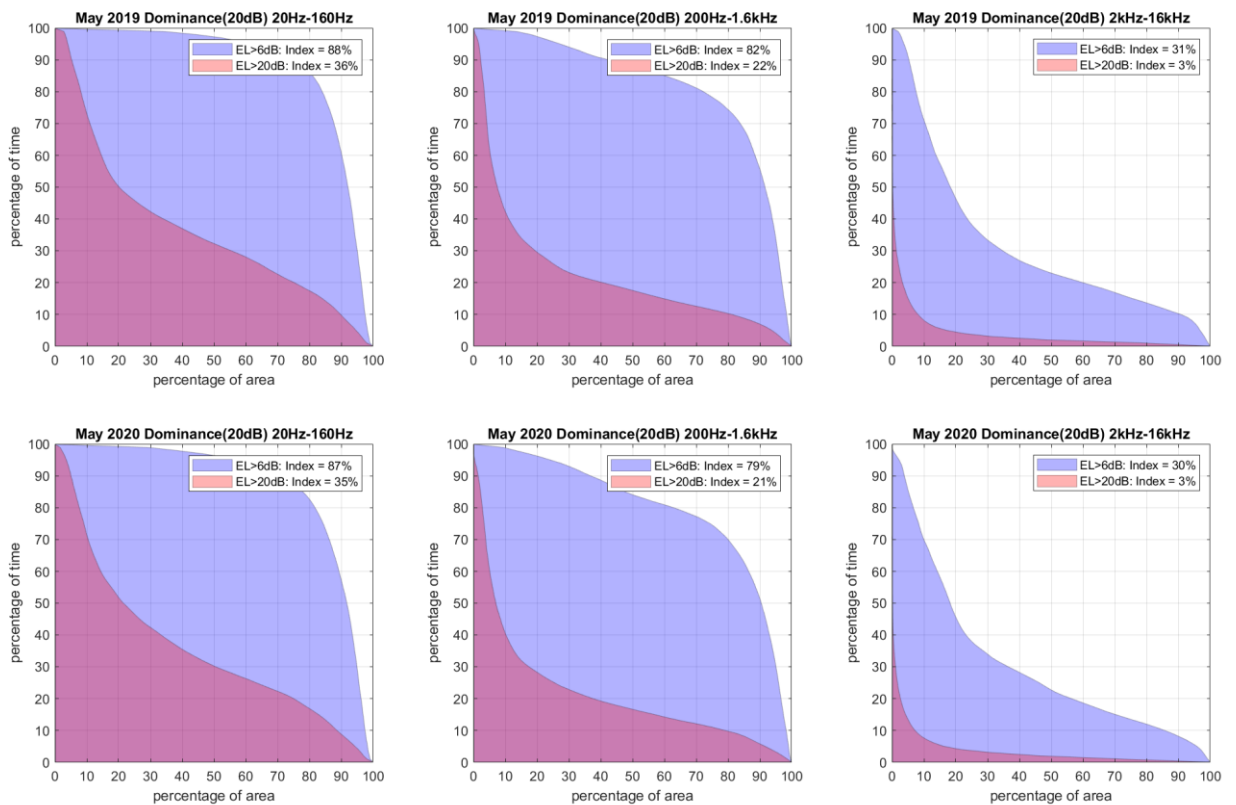 May 2019 Dominance(20dB) 20Hz-160Hz
EL>6dB: Index = 88%
EL>20dB: Index = 36%
100
90
80
70
60
50
40
30
20
10
0
percentage of time
0 10 20 30 40 50 60 70 80 90 100
percentage of area
May 2019 Dominance(20dB) 200Hz-1.6kHz
EL>6dB: Index = 82%
EL>20dB: Index = 22%
100
90
80
70
60
50
40
30
20
10
0
percentage of time
0 10 20 30 40 50 60 70 80 90 100
percentage of area
May 2019 Dominance(20dB) 2kHz-16kHz
EL>6dB: Index = 31%
EL>20dB: Index = 3%
100
90
80
70
60
50
40
30
20
10
0
percentage of time
0 10 20 30 40 50 60 70 80 90 100
percentage of area
May 2020 Dominance(20dB) 20Hz-160Hz
EL>6dB: Index = 87%
EL>20dB: Index = 35%
100
90
80
70
60
50
40
30
20
10
0
percentage of time
0 10 20 30 40 50 60 70 80 90 100
percentage of area
May 2020 Dominance(20dB) 200Hz-1.6kHz
EL>6dB: Index = 79%
EL>20dB: Index = 21%
100
90
80
70
60
50
40
30
20
10
0
percentage of time
0 10 20 30 40 50 60 70 80 90 100
percentage of area
May 2020 Dominance(20dB) 2kHz-16kHz
EL>6dB: Index = 30%
EL>20dB: Index = 3%
100
90
80
70
60
50
40
30
20
10
0
percentage of time
0 10 20 30 40 50 60 70 80 90 100
percentage of area